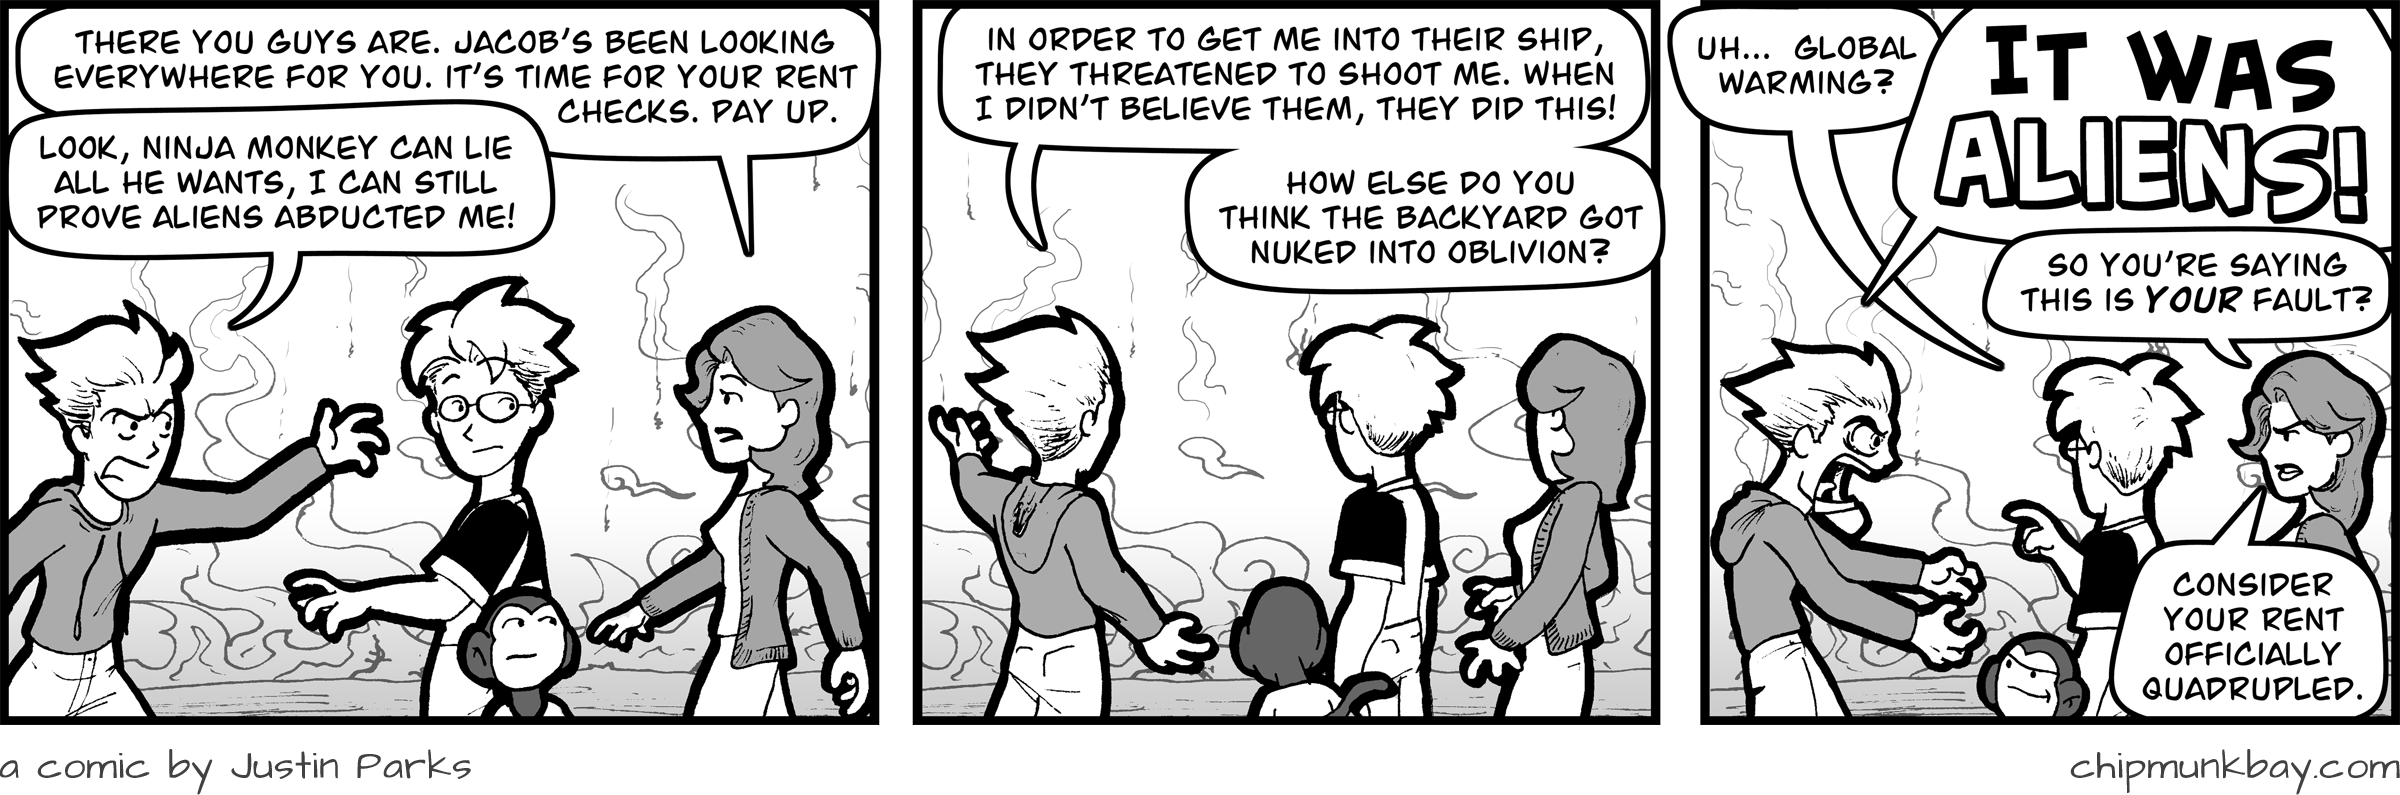 THERE YOU GUYS ARE. JACOB'S BEEN LOOKING
EVERYWHERE FOR YOU. IT'S TIME FOR YOUR RENT
CHECKS. PAY UP.
LOOK, NINJA MONKEY CAN LIE
ALL HE WANTS, I CAN STILL
PROVE ALIENS ABDUCTED ME!
IN ORDER TO GET ME INTO THEIR SHIP,
THEY THREATENED TO SHOOT ME. WHEN
I DIDN'T BELIEVE THEM, THEY DID THIS!
HOW ELSE DO YOU
THINK THE BACKYARD GOT
NUKED INTO OBLIVION?
UH... GLOBAL
WARMING?
IT WAS
ALIENS!
SO YOU'RE SAYING
THIS IS YOUR FAULT?
CONSIDER
YOUR RENT
OFFICIALLY
QUADRUPLED.
a comic by Justin Parks
chipmunkbay.com